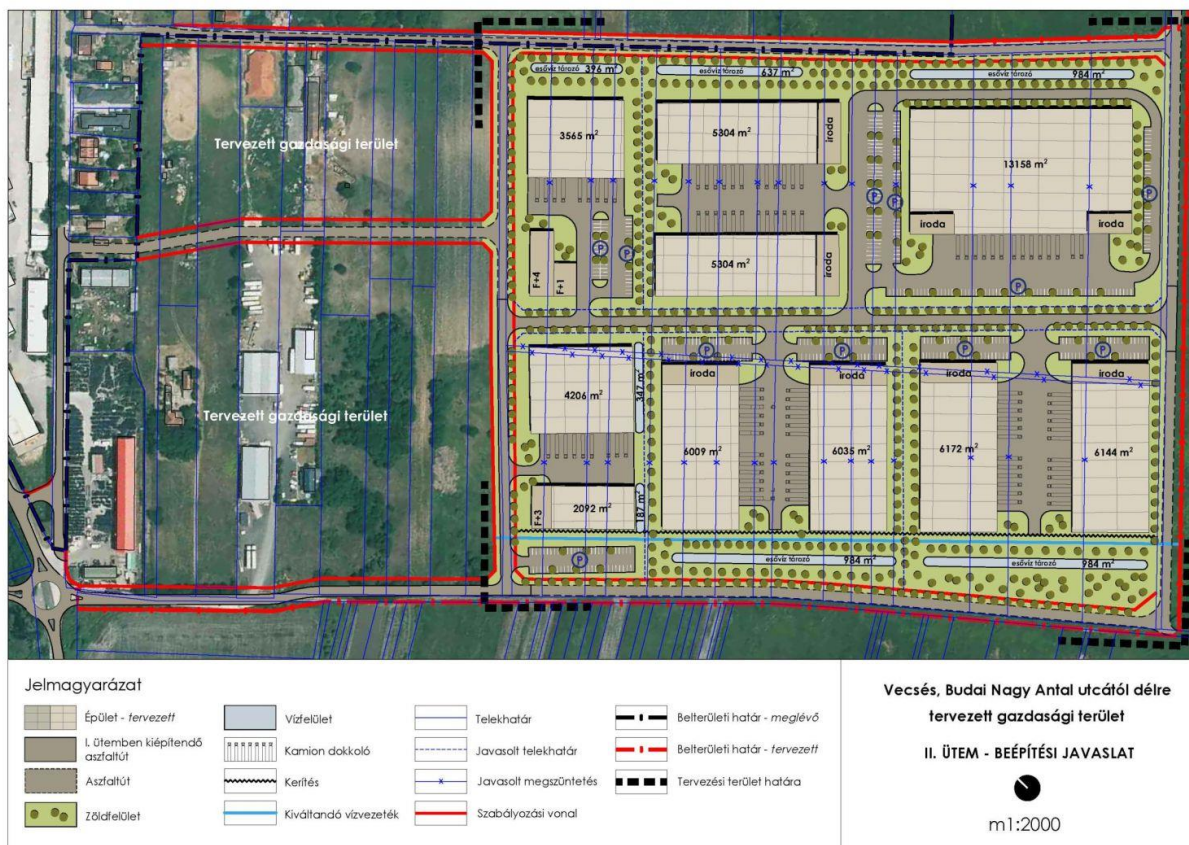 esővíz tározó 396 m²
esővíz tározó 637 m²
esővíz tározó 984 m²
3565 m²
5304 m²
iroda
13158 m²
Tervezett gazdasági terület
P
P
P
iroda
iroda
P
P
F+4
F+1
5304 m²
iroda
P
P
P
P
P
iroda
iroda
iroda
iroda
4206 m²
347 m²
Tervezett gazdasági terület
6009 m²
6035 m²
6172 m²
6144 m²
F+3
2092 m²
187 m²
P
esővíz tározó 984 m²
esővíz tározó 984 m²
Jelmagyarázat
Épület - tervezett
I. ütemben kiépítendő
aszfaltút
Aszfaltút
Zöldfelület
Vízfelület
Kamion dokkoló
Kerítés
Kiváltandó vízvezeték
Telekhatár
Javasolt telekhatár
Javasolt megszüntetés
Szabályozási vonal
Belterületi határ - meglévő
Belterületi határ - tervezett
Tervezési terület határa
Vecsés, Budai Nagy Antal utcától délre
tervezett gazdasági terület
II. ÜTEM - BEÉPÍTÉSI JAVASLAT
m1:2000